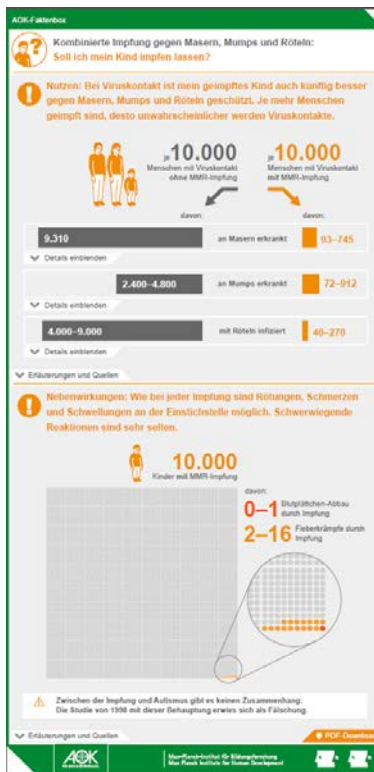 AOK-Faktenbox
Kombinierte Impfung gegen Masern, Mumps und Röteln:
Soll ich mein Kind impfen lassen?
Nutzen: Bei Viruskontakt ist mein geimpftes Kind auch künftig besser
gegen Masern, Mumps und Röteln geschützt. Je mehr Menschen
geimpft sind, desto unwahrscheinlicher werden Viruskontakte.
je 10.000
Menschen mit Viruskontakt
ohne MMR-Impfung
je 10.000
Menschen mit Viruskontakt
mit MMR-Impfung
davon:
davon:
9.310 an Masern erkrankt 93–745
Details einblenden
2.400–4.800 an Mumps erkrankt 72–912
Details einblenden
4.000–9.000 mit Röteln infiziert 40–270
Details einblenden
Erläuterungen und Quellen
Nebenwirkungen: Wie bei jeder Impfung sind Rötungen, Schmerzen
und Schwellungen an der Einstichstelle möglich. Schwerwiegende
Reaktionen sind sehr selten.
10.000
Kinder mit MMR-Impfung
davon:
0–1 Blutplättchen-Abbau
durch Impfung
2–16 Fieberkrämpfe durch
Impfung
Zwischen der Impfung und Autismus gibt es keinen Zusammenhang:
Die Studie von 1998 mit dieser Behauptung erwies sich als Fälschung.
Erläuterungen und Quellen
PDF-Download
AOK
Max-Planck-Institut für Bildungsforschung
Max Planck Institute for Human Development